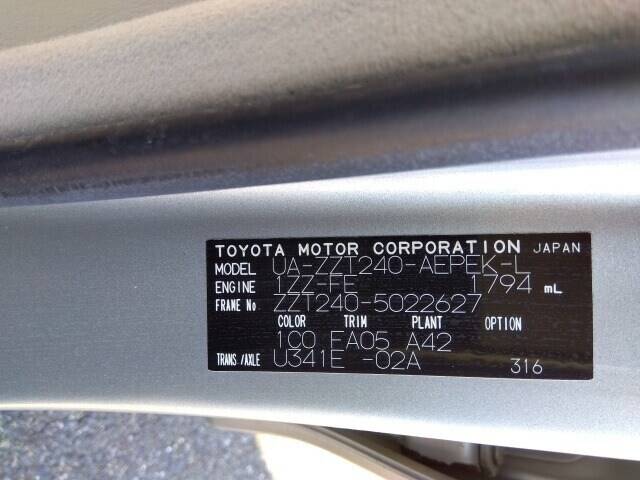 TOYOTA MOTOR CORPORATION JAPAN
MODEL UA-ZZT240-AEPEK-L
ENGINE 1ZZ-FE 1794 mL
FRAME No ZZT240-5022627
COLOR TRIM PLANT OPTION
1C0 EA05 A42
TRANS/AXLE U341E -02A 316